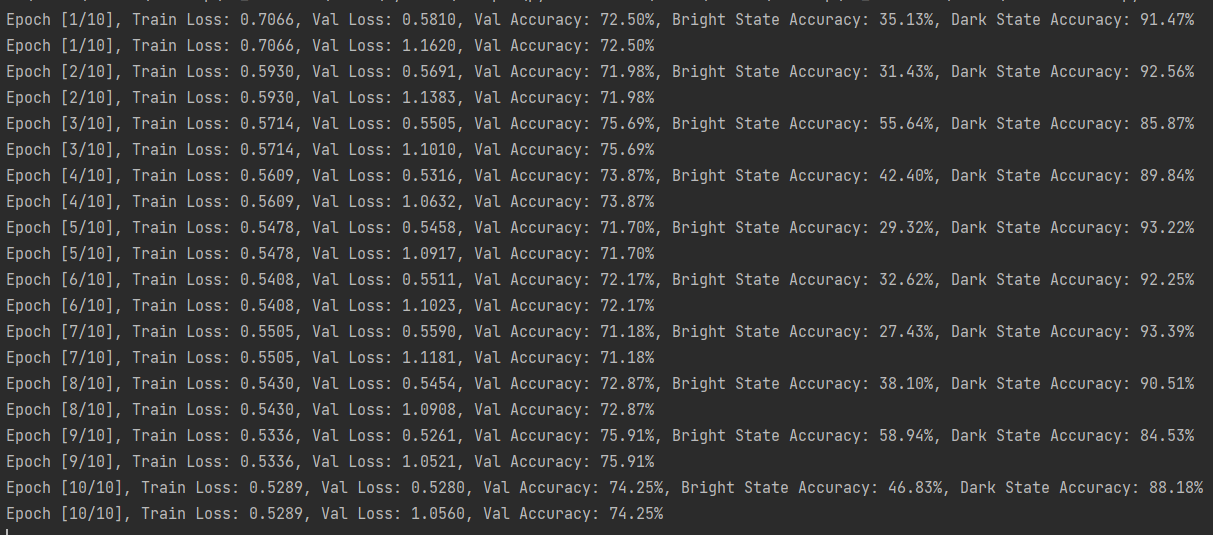 Epoch [1/10], Train Loss: 0.7066, Val Loss: 0.5810, Val Accuracy: 72.50%, Bright State Accuracy: 35.13%, Dark State Accuracy: 91.47%
Epoch [1/10], Train Loss: 0.7066, Val Loss: 1.1620, Val Accuracy: 72.50%
Epoch [2/10], Train Loss: 0.5930, Val Loss: 0.5691, Val Accuracy: 71.98%, Bright State Accuracy: 31.43%, Dark State Accuracy: 92.56%
Epoch [2/10], Train Loss: 0.5930, Val Loss: 1.1383, Val Accuracy: 71.98%
Epoch [3/10], Train Loss: 0.5714, Val Loss: 0.5505, Val Accuracy: 75.69%, Bright State Accuracy: 55.64%, Dark State Accuracy: 85.87%
Epoch [3/10], Train Loss: 0.5714, Val Loss: 1.1010, Val Accuracy: 75.69%
Epoch [4/10], Train Loss: 0.5609, Val Loss: 0.5316, Val Accuracy: 73.87%, Bright State Accuracy: 42.40%, Dark State Accuracy: 89.84%
Epoch [4/10], Train Loss: 0.5609, Val Loss: 1.0632, Val Accuracy: 73.87%
Epoch [5/10], Train Loss: 0.5478, Val Loss: 0.5458, Val Accuracy: 71.70%, Bright State Accuracy: 29.32%, Dark State Accuracy: 93.22%
Epoch [5/10], Train Loss: 0.5478, Val Loss: 1.0917, Val Accuracy: 71.70%
Epoch [6/10], Train Loss: 0.5408, Val Loss: 0.5511, Val Accuracy: 72.17%, Bright State Accuracy: 32.62%, Dark State Accuracy: 92.25%
Epoch [6/10], Train Loss: 0.5408, Val Loss: 1.1023, Val Accuracy: 72.17%
Epoch [7/10], Train Loss: 0.5505, Val Loss: 0.5590, Val Accuracy: 71.18%, Bright State Accuracy: 27.43%, Dark State Accuracy: 93.39%
Epoch [7/10], Train Loss: 0.5505, Val Loss: 1.1181, Val Accuracy: 71.18%
Epoch [8/10], Train Loss: 0.5430, Val Loss: 0.5454, Val Accuracy: 72.87%, Bright State Accuracy: 38.10%, Dark State Accuracy: 90.51%
Epoch [8/10], Train Loss: 0.5430, Val Loss: 1.0908, Val Accuracy: 72.87%
Epoch [9/10], Train Loss: 0.5336, Val Loss: 0.5261, Val Accuracy: 75.91%, Bright State Accuracy: 58.94%, Dark State Accuracy: 84.53%
Epoch [9/10], Train Loss: 0.5336, Val Loss: 1.0521, Val Accuracy: 75.91%
Epoch [10/10], Train Loss: 0.5289, Val Loss: 0.5280, Val Accuracy: 74.25%, Bright State Accuracy: 46.83%, Dark State Accuracy: 88.18%
Epoch [10/10], Train Loss: 0.5289, Val Loss: 1.0560, Val Accuracy: 74.25%